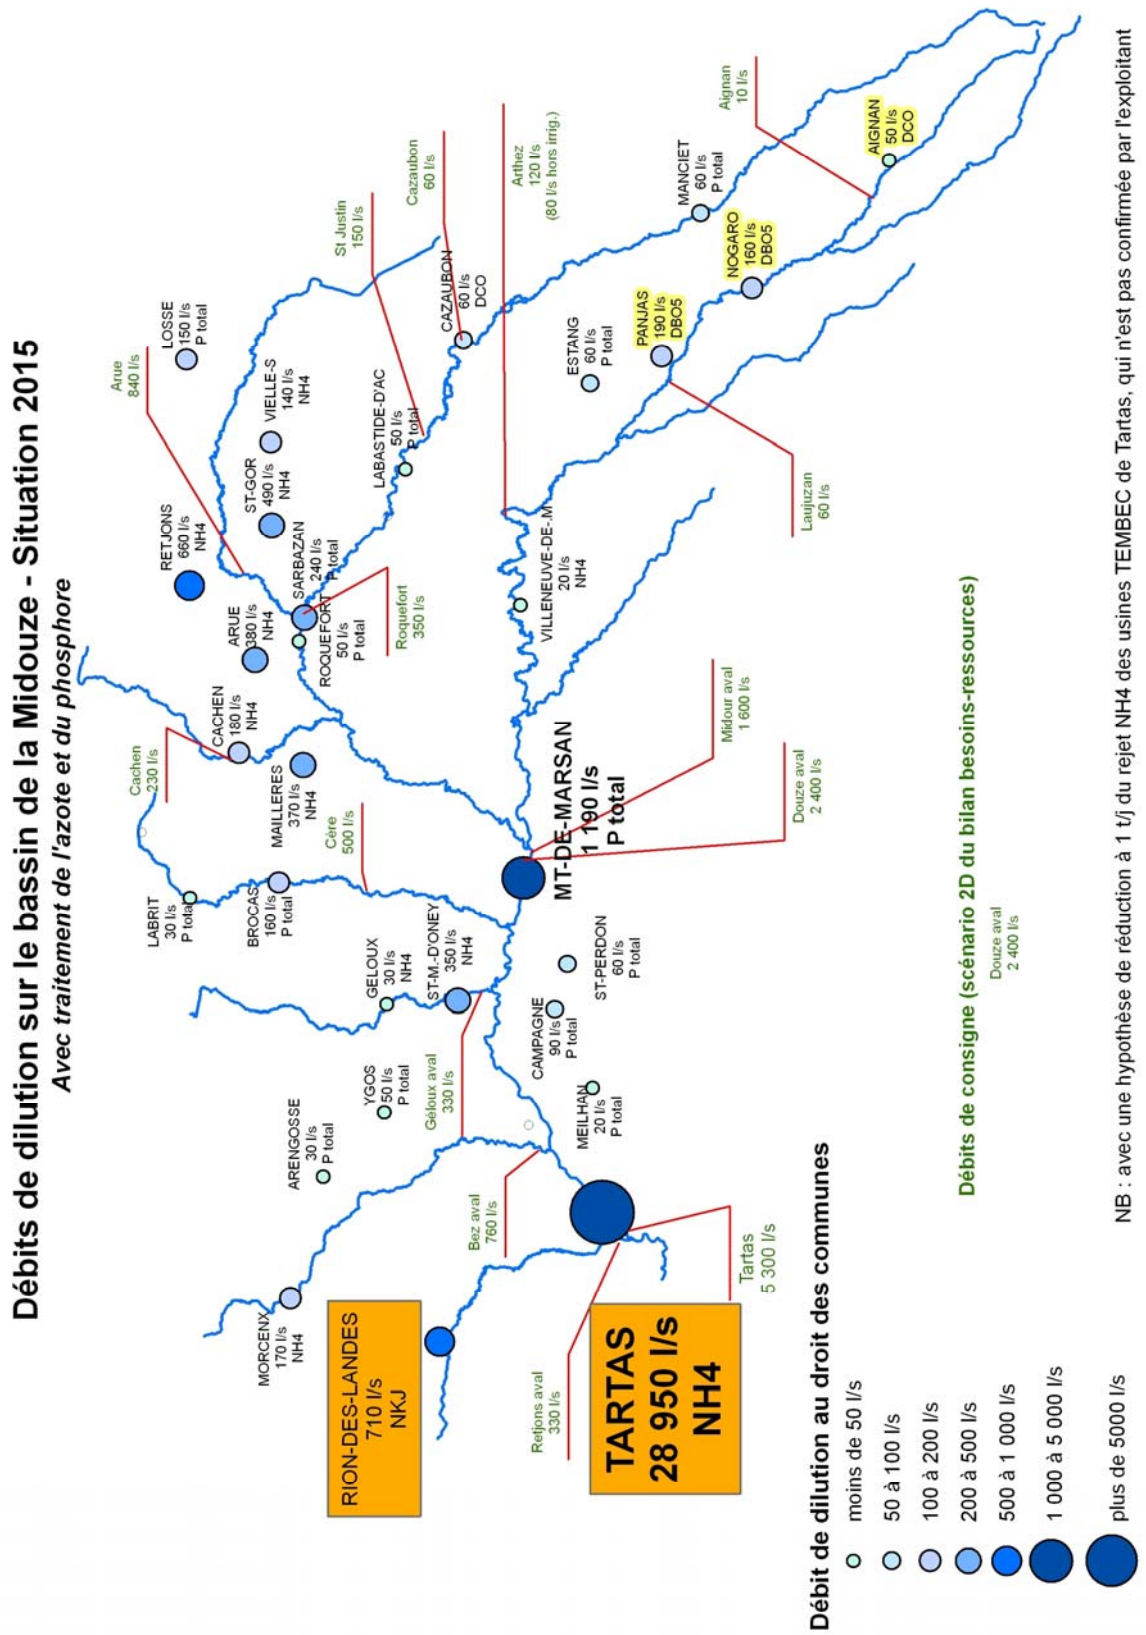 Débits de dilution sur le bassin de la Midouze - Situation 2015
Avec traitement de l'azote et du phosphore
LOSSE
150 l/s
P total
Arue
840 l/s
VIELLE-S
140 l/s
NH4
ST-GOR
490 l/s
NH4
RETJONS
660 l/s
NH4
ARUE
380 l/s
NH4
SARBAZAN
240 l/s
P total
ROQUEFORT
50 l/s
P total
Roquefort
350 l/s
CACHEN
180 l/s
NH4
Cachen
230 l/s
MAILLERES
370 l/s
NH4
Cère
500 l/s
LABRIT
30 l/s
P total
BROCAS
160 l/s
P total
GELOUX
30 l/s
NH4
ST-M.-D'ONEY
350 l/s
NH4
YGOS
50 l/s
P total
Géloux aval
330 l/s
ARENGOSSE
30 l/s
P total
MORCENX
170 l/s
NH4
Bez aval
760 l/s
RION-DES-LANDES
710 l/s
NKJ
Retjons aval
330 l/s
TARTAS
28 950 l/s
NH4
Tartas
5 300 l/s
MEILHAN
20 l/s
P total
CAMPAGNE
90 l/s
P total
ST-PERDON
60 l/s
P total
MT-DE-MARSAN
1 190 l/s
P total
Midour aval
1 600 l/s
Douze aval
2 400 l/s
St Justin
150 l/s
Cazaubon
60 l/s
LABASTIDE-D'AC
50 l/s
P total
CAZAUBON
60 l/s
DCO
Arthez
120 l/s
(80 l/s hors irrig.)
VILLENEUVE-DE-.M
20 l/s
NH4
ESTANG
60 l/s
P total
PANJAS
190 l/s
DBO5
Laujuzan
60 l/s
NOGARO
160 l/s
DBO5
MANCIET
60 l/s
P total
Aignan
10 l/s
AIGNAN
50 l/s
DCO
Débit de dilution au droit des communes
moins de 50 l/s
50 à 100 l/s
100 à 200 l/s
200 à 500 l/s
500 à 1 000 l/s
1 000 à 5 000 l/s
plus de 5000 l/s
Débits de consigne (scénario 2D du bilan besoins-ressources)
Douze aval
2 400 l/s
NB : avec une hypothèse de réduction à 1 t/j du rejet NH4 des usines TEMBEC de Tartas, qui n'est pas confirmée par l'exploitant